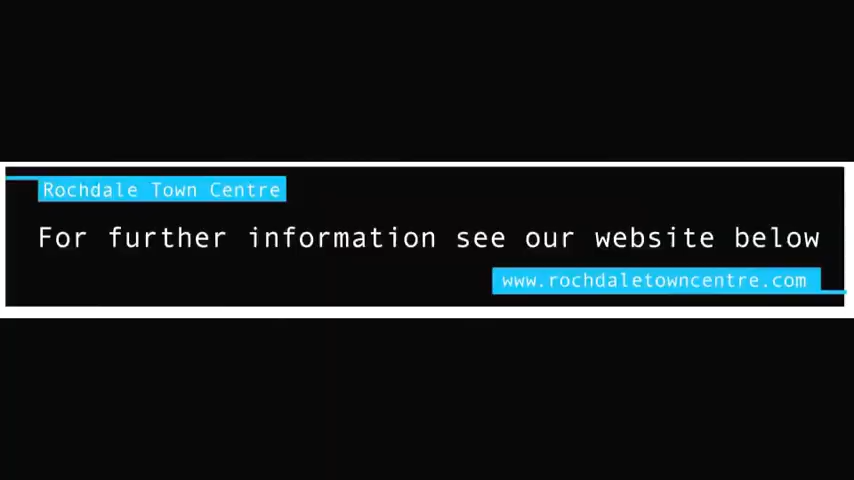 Rochdale Town Centre
For further information see our website below
www.rochdaletowncentre.com